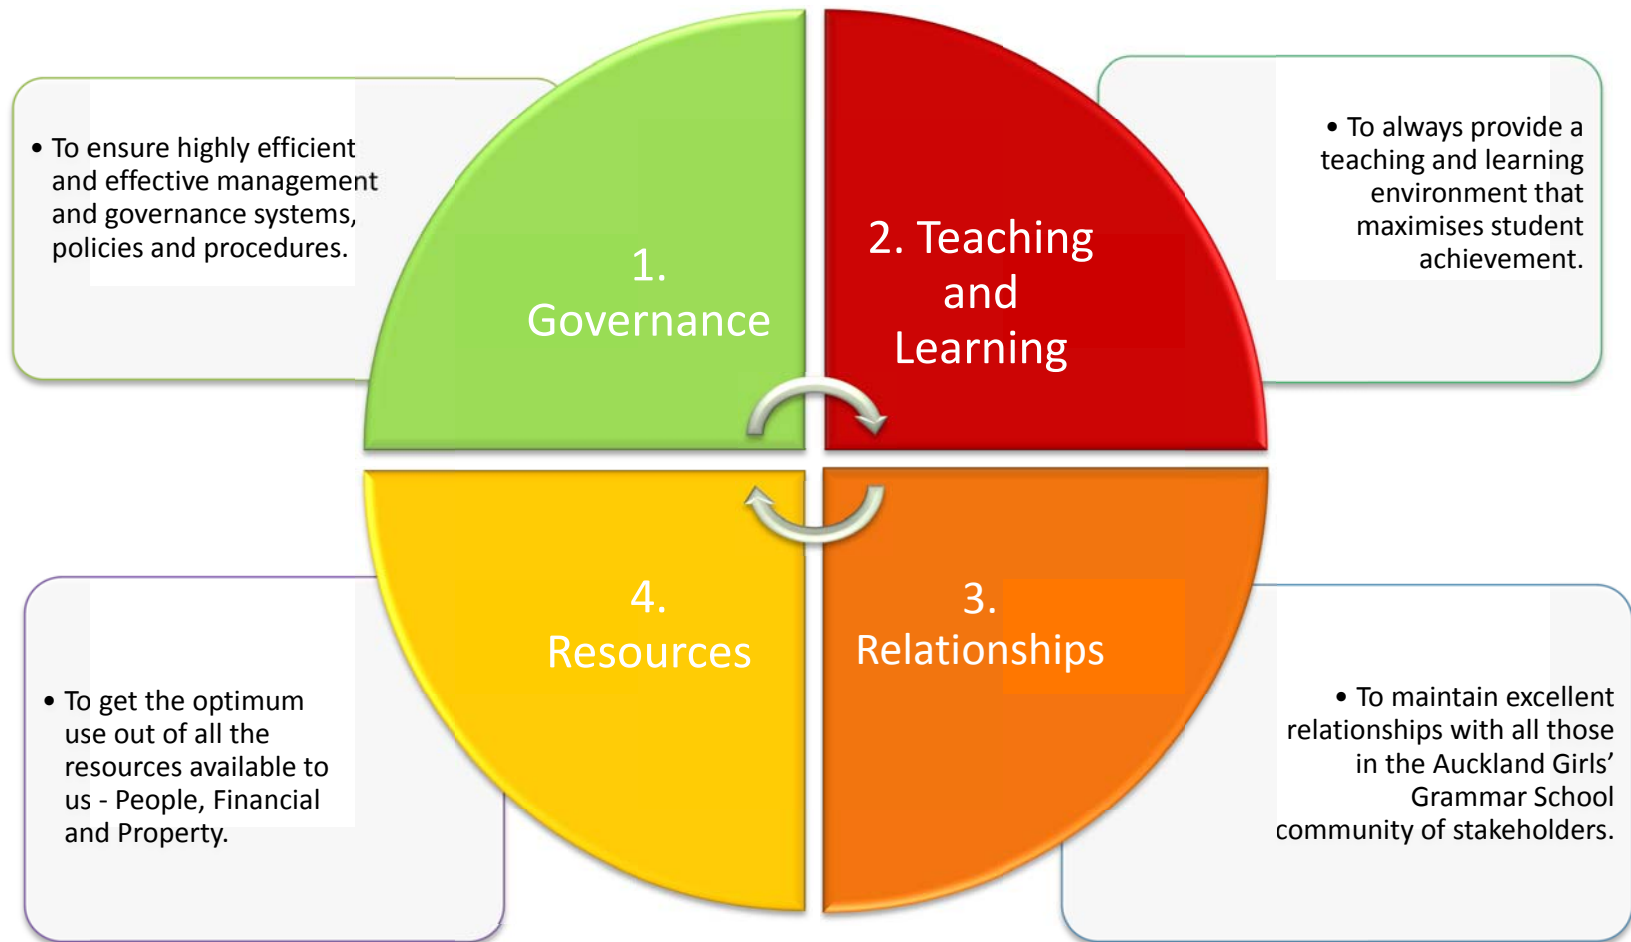 • To ensure highly efficient
and effective management
and governance systems,
policies and procedures.
1.
Governance
2. Teaching
and
Learning
• To always provide a
teaching and learning
environment that
maximises student
achievement.
• To get the optimum
use out of all the
resources available to
us - People, Financial
and Property.
4.
Resources
3.
Relationships
• To maintain excellent
relationships with all those
in the Auckland Girls’
Grammar School
community of stakeholders.